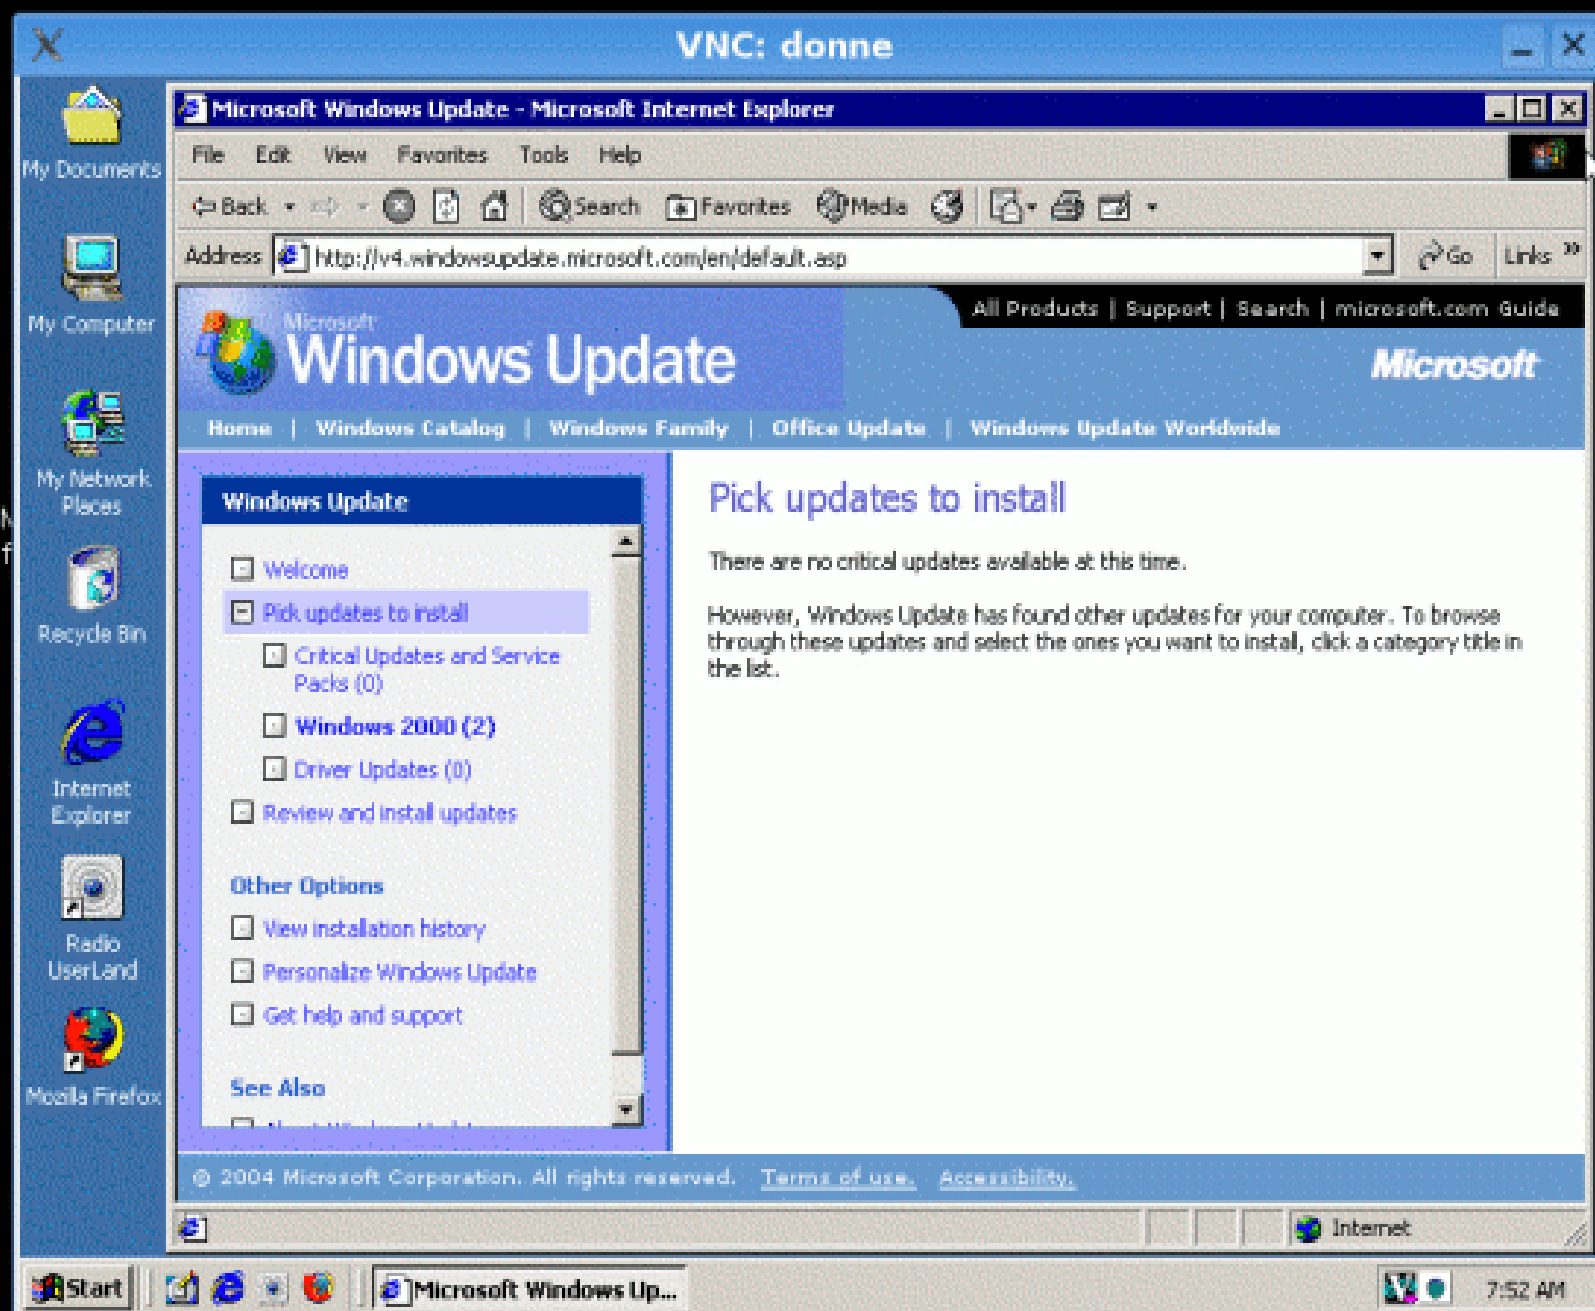 VNC: donne
My Documents
My Computer
My Network
Places
Recycle Bin
Internet
Explorer
Radio
UserLand
Mozilla Firefox
Microsoft Windows Update - Microsoft Internet Explorer
File Edit View Favorites Tools Help
Back Search Favorites Media
Address http://v4.windowsupdate.microsoft.com/en/default.asp Go Links »
All Products | Support | Search | microsoft.com Guide
Microsoft
Windows Update
Microsoft
Home | Windows Catalog | Windows Family | Office Update | Windows Update Worldwide
Windows Update
Welcome
Pick updates to install
Critical Updates and Service
Packs (0)
Windows 2000 (2)
Driver Updates (0)
Review and install updates
Other Options
View installation history
Personalize Windows Update
Get help and support
See Also
Pick updates to install
There are no critical updates available at this time.
However, Windows Update has found other updates for your computer. To browse
through these updates and select the ones you want to install, click a category title in
the list.
© 2004 Microsoft Corporation. All rights reserved. Terms of use. Accessibility.
Internet
Start Microsoft Windows Up... 7:52 AM